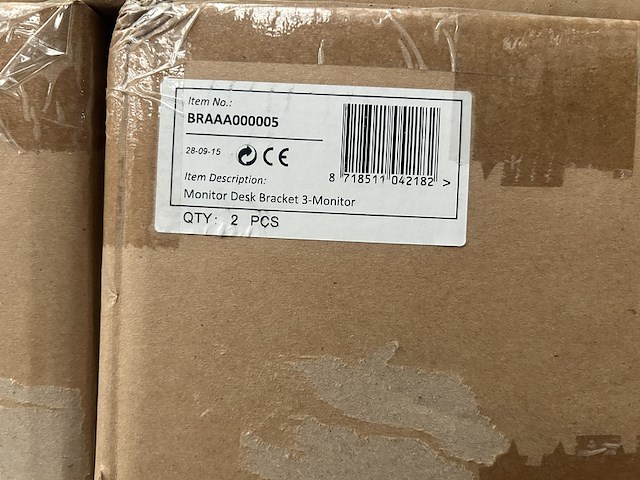 Item No.:
BRAAA000005
28-09-15 CE
Item Description:
Monitor Desk Bracket 3-Monitor
QTY: 2 PCS
8 718511 042182 >